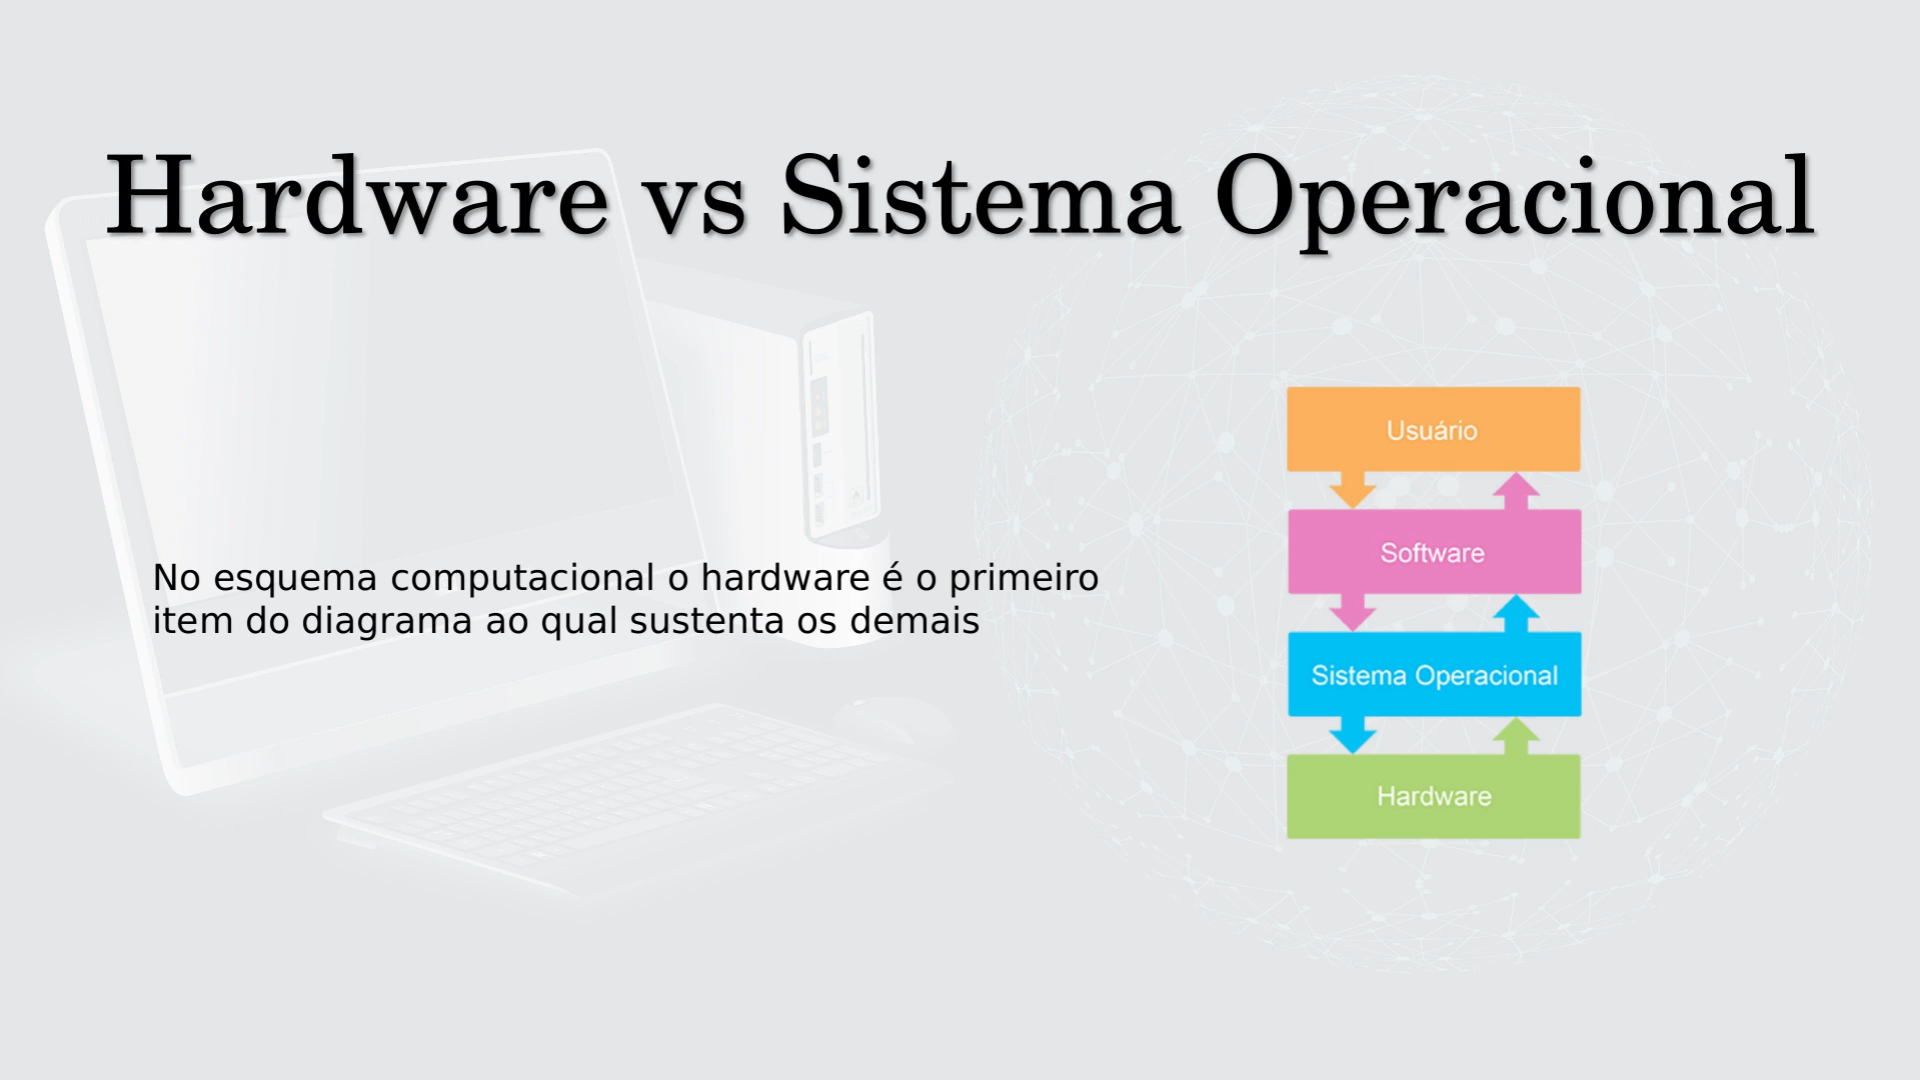 Hardware vs Sistema Operacional
No esquema computacional o hardware é o primeiro
item do diagrama ao qual sustenta os demais
Usuário
Software
Sistema Operacional
Hardware